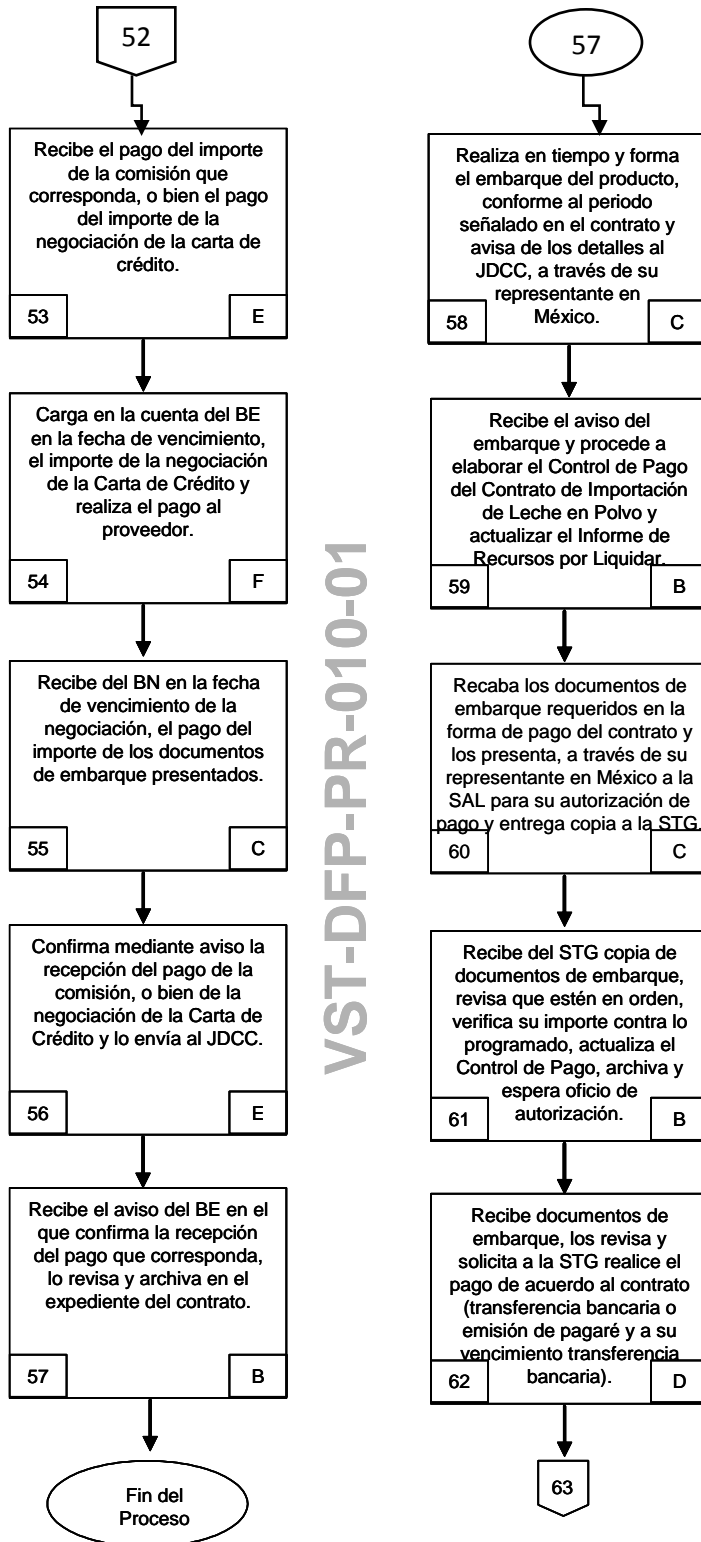 52
Recibe el pago del importe
de la comisión que
corresponda, o bien el pago
del importe de la
negociación de la carta de
crédito.
53
E
Carga en la cuenta del BE
en la fecha de vencimiento,
el importe de la negociación
de la Carta de Crédito y
realiza el pago al
proveedor.
54
F
Recibe del BN en la fecha
de vencimiento de la
negociación, el pago del
importe de los documentos
de embarque presentados.
55
C
Confirma mediante aviso la
recepción del pago de la
comisión, o bien de la
negociación de la Carta de
Crédito y lo envía al JDCC.
56
E
Recibe el aviso del BE en el
que confirma la recepción
del pago que corresponda,
lo revisa y archiva en el
expediente del contrato.
57
B
Fin del
Proceso
VST-DFP-PR-010-01
57
Realiza en tiempo y forma
el embarque del producto,
conforme al periodo
señalado en el contrato y
avisa de los detalles al
JDCC, a través de su
representante en
México.
58
C
Recibe el aviso del
embarque y procede a
elaborar el Control de Pago
del Contrato de Importación
de Leche en Polvo y
actualizar el Informe de
Recursos por Liquidar.
59
B
Recaba los documentos de
embarque requeridos en la
forma de pago del contrato y
los presenta, a través de su
representante en México a la
SAL para su autorización de
pago y entrega copia a la STG.
60
C
Recibe del STG copia de
documentos de embarque,
revisa que estén en orden,
verifica su importe contra lo
programado, actualiza el
Control de Pago, archiva y
espera oficio de
autorización.
61
B
Recibe documentos de
embarque, los revisa y
solicita a la STG realice el
pago de acuerdo al contrato
(transferencia bancaria o
emisión de pagaré y a su
vencimiento transferencia
bancaria).
62
D
63